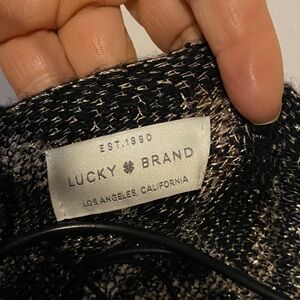 EST.1990
LUCKY ♣ BRAND
LOS ANGELES, CALIFORNIA